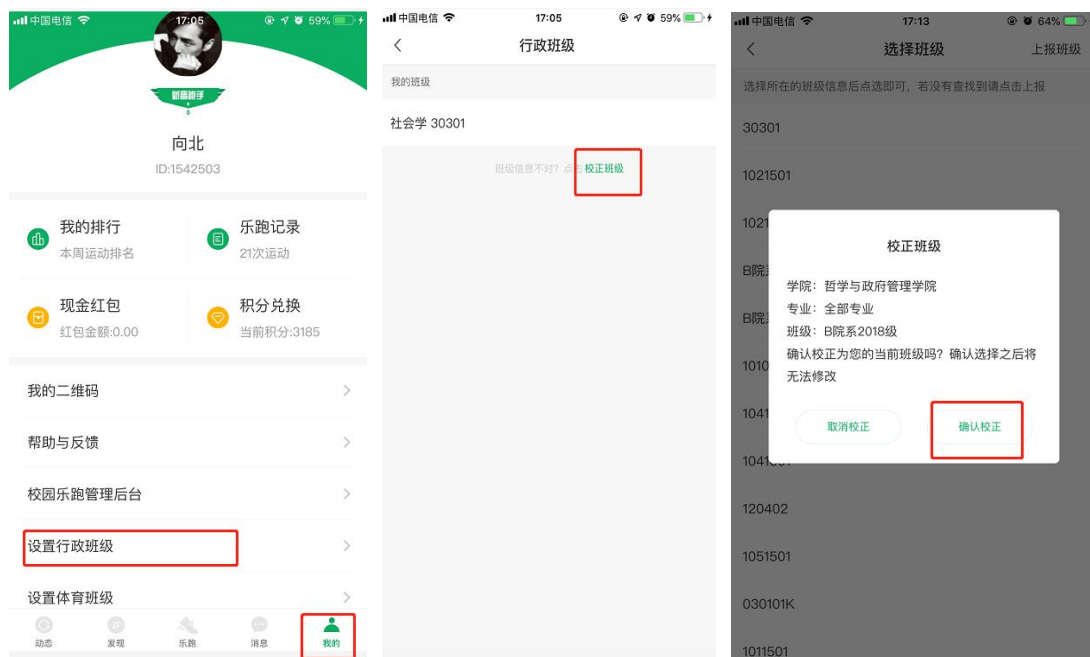 中国电信
17:05
59%
新晋跑手
向北
ID:1542503
我的排行
本周运动排名
乐跑记录
21次运动
现金红包
红包金额:0.00
积分兑换
当前积分:3185
我的二维码
帮助与反馈
校园乐跑管理后台
设置行政班级
设置体育班级
动态
发现
乐跑
消息
我的
中国电信
17:05
59%
行政班级
我的班级
社会学 30301
班级信息不对？点击校正班级
中国电信
17:13
64%
选择班级
上报班级
选择所在的班级信息后点选即可，若没有查找到请点击上报
30301
1021501
1021
B院系
B院系
1010
1041
1041501
120402
1051501
030101K
1011501
校正班级
学院：哲学与政府管理学院
专业：全部专业
班级：B院系2018级
确认校正为您的当前班级吗？确认选择之后将
无法修改
取消校正
确认校正